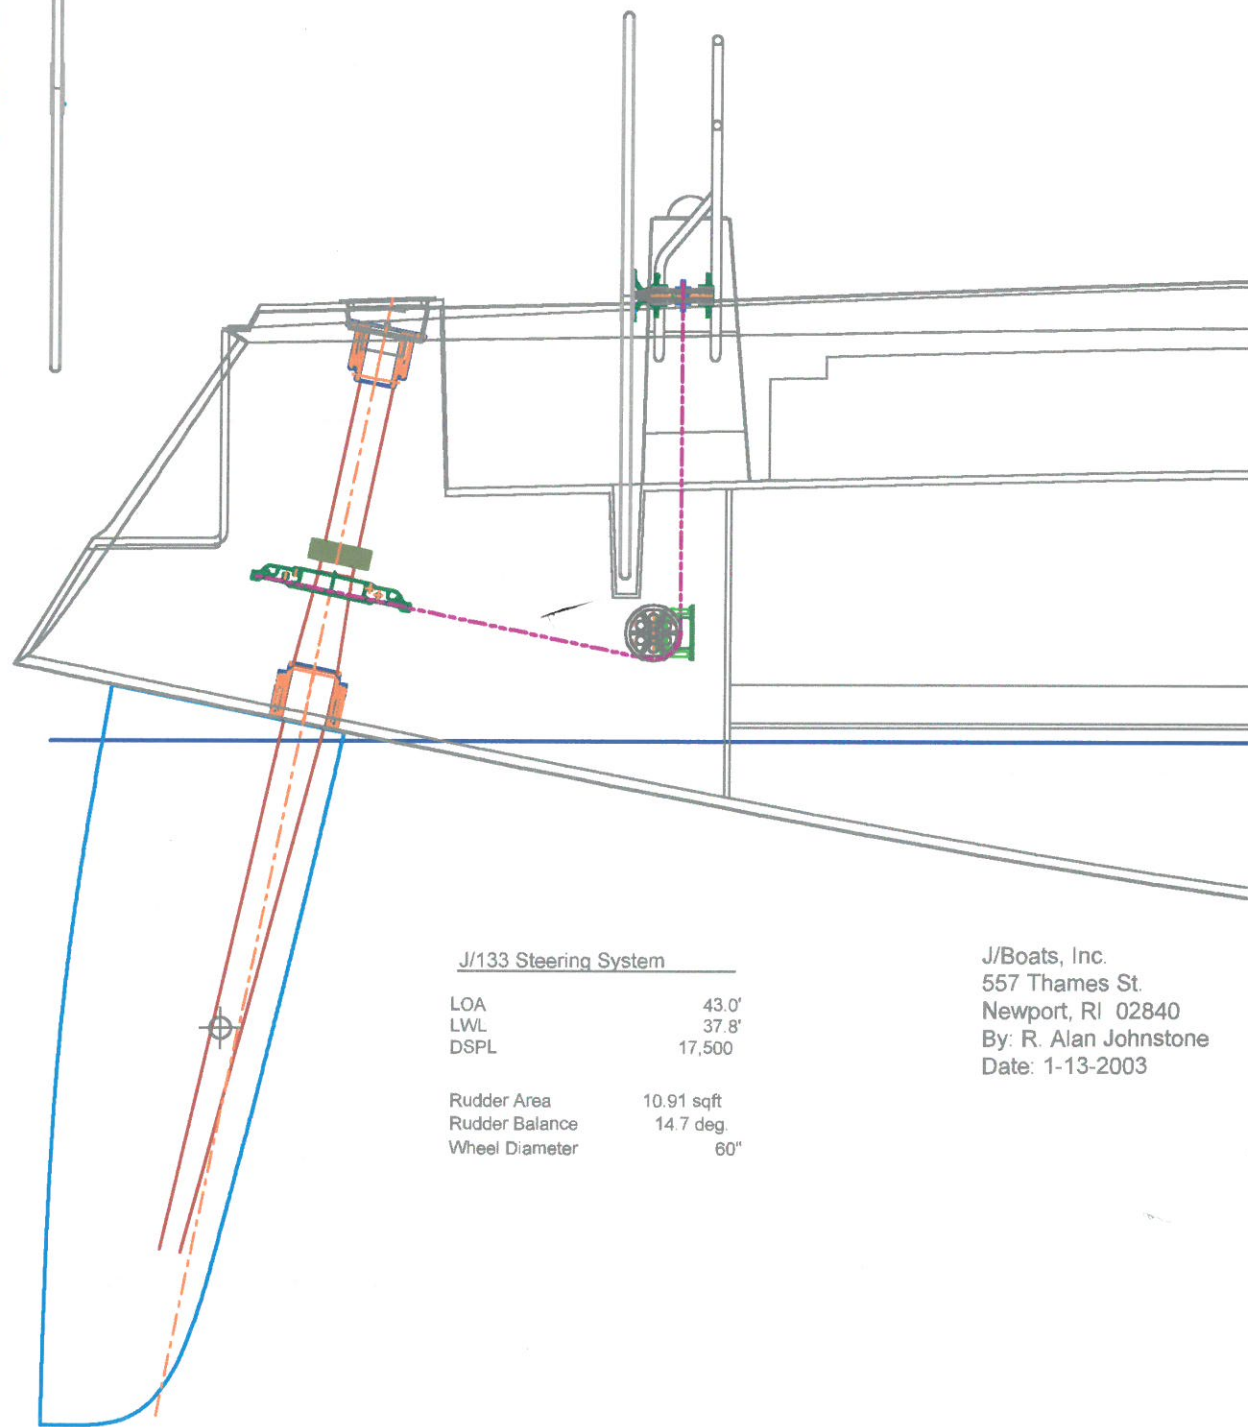 J/133 Steering System
LOA 43.0'
LWL 37.8'
DSPL 17,500
Rudder Area 10.91 sqft
Rudder Balance 14.7 deg.
Wheel Diameter 60"
J/Boats, Inc.
557 Thames St.
Newport, RI 02840
By: R. Alan Johnstone
Date: 1-13-2003